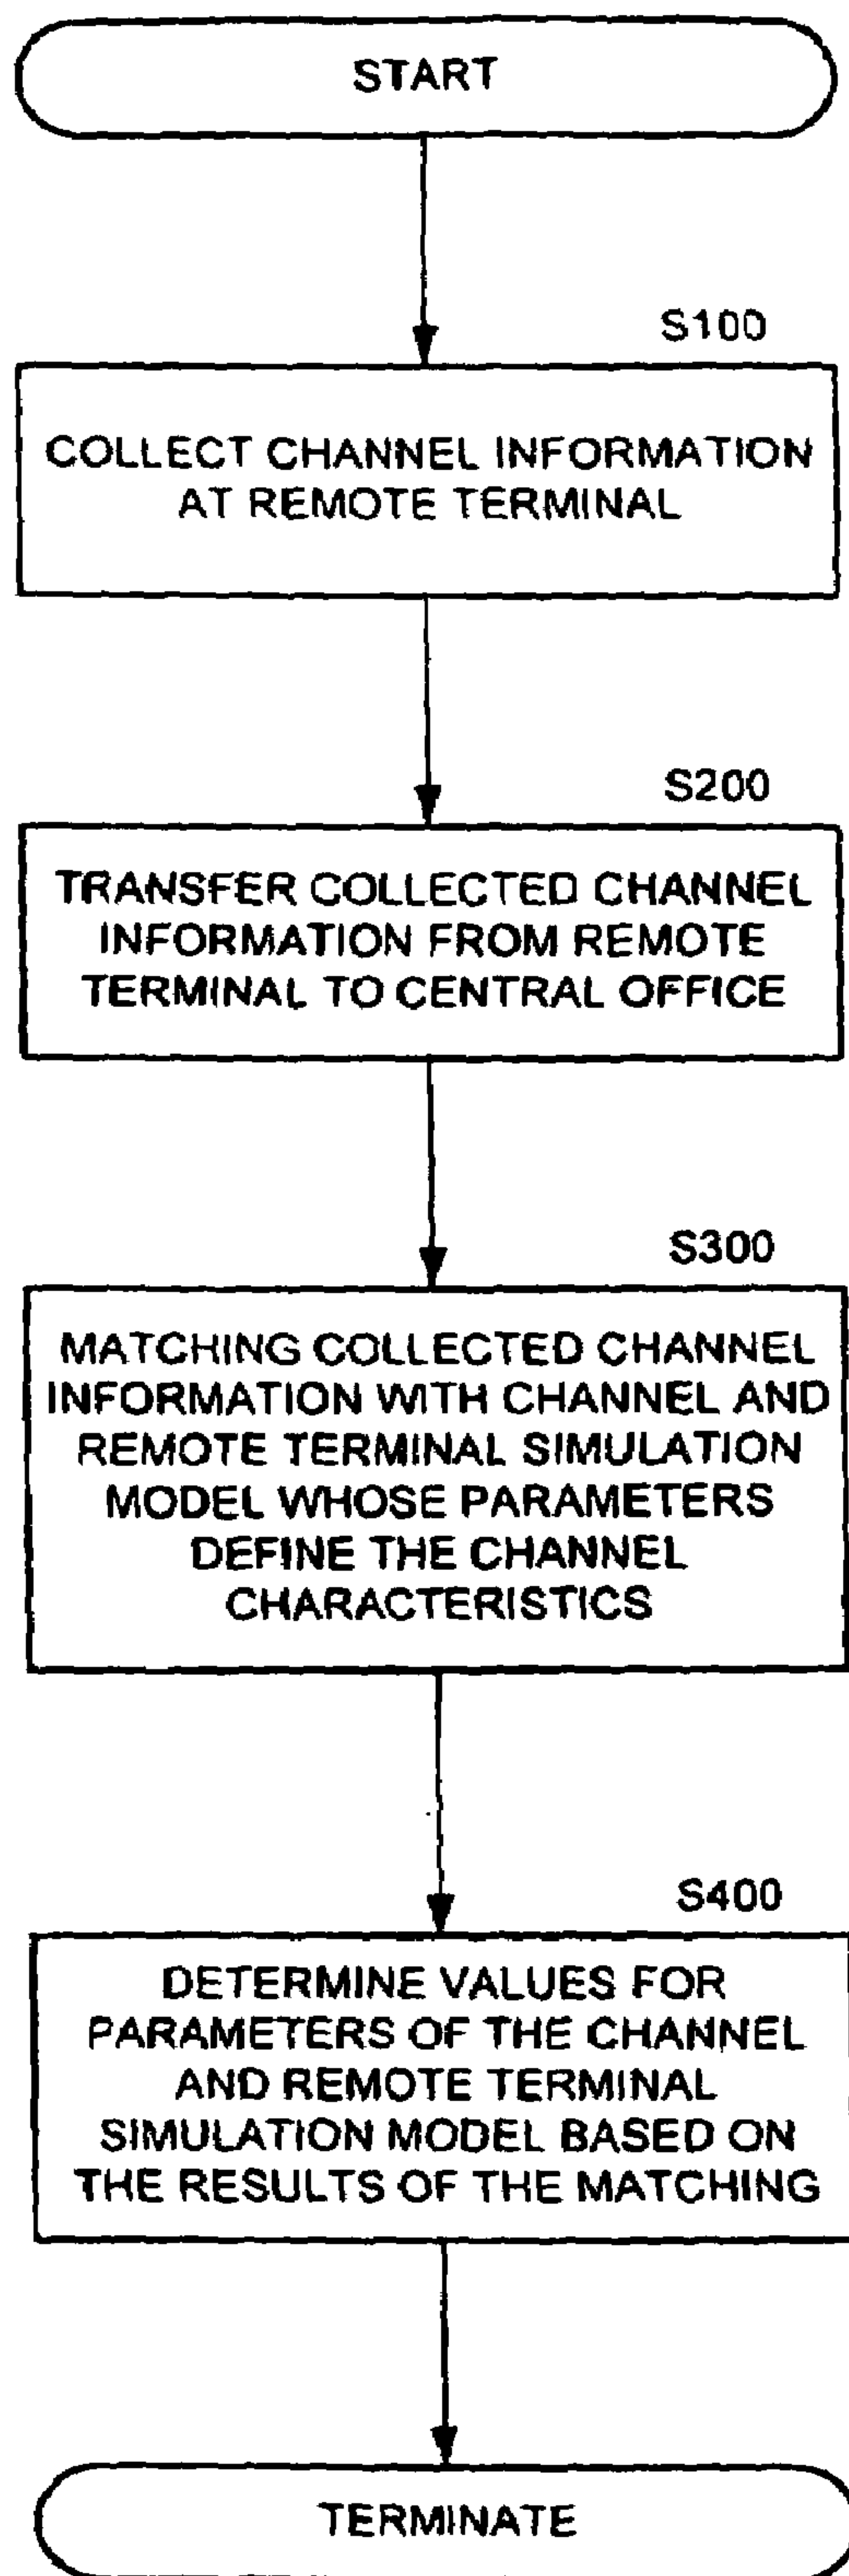 START
S100
COLLECT CHANNEL INFORMATION
AT REMOTE TERMINAL
S200
TRANSFER COLLECTED CHANNEL
INFORMATION FROM REMOTE
TERMINAL TO CENTRAL OFFICE
S300
MATCHING COLLECTED CHANNEL
INFORMATION WITH CHANNEL AND
REMOTE TERMINAL SIMULATION
MODEL WHOSE PARAMETERS
DEFINE THE CHANNEL
CHARACTERISTICS
S400
DETERMINE VALUES FOR
PARAMETERS OF THE CHANNEL
AND REMOTE TERMINAL
SIMULATION MODEL BASED ON
THE RESULTS OF THE MATCHING
TERMINATE